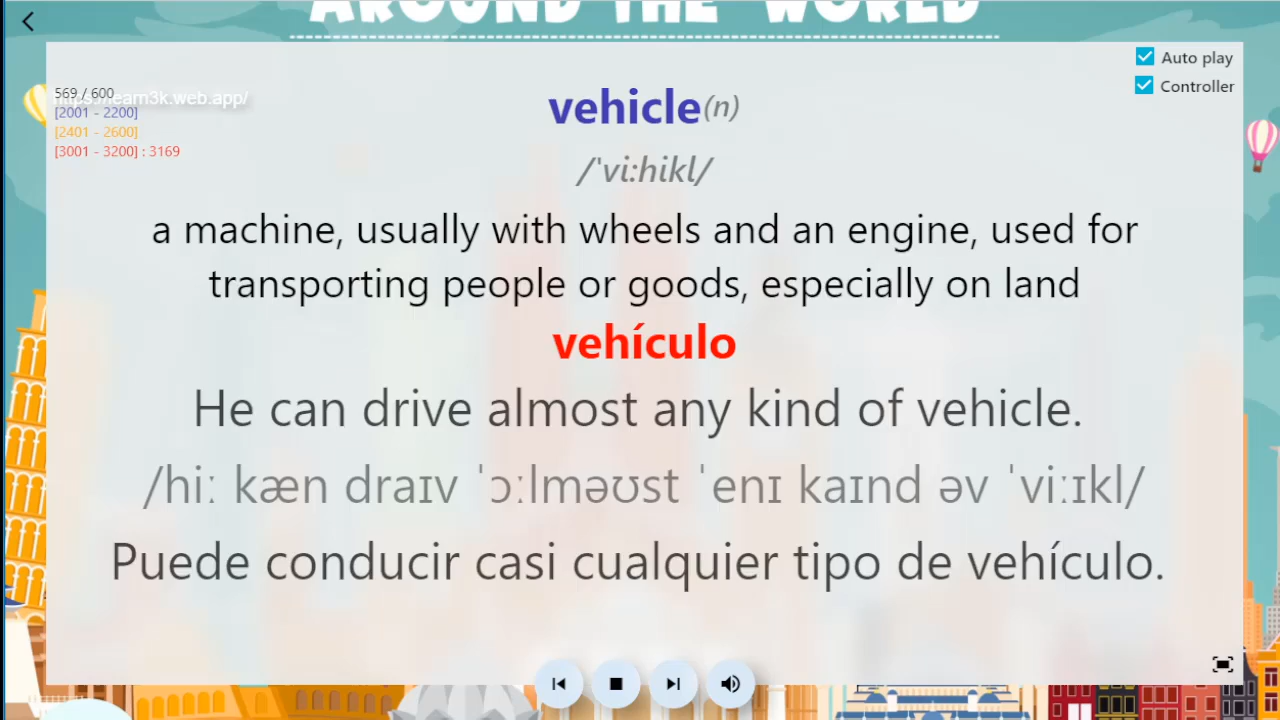 AROUND THE WORLD
Auto play
Controller
569 / 600
https://learn3k.web.app/
[2001 - 2200]
[2401 - 2600]
[3001 - 3200] : 3169
vehicle(n)
/ˈvi:hikl/
a machine, usually with wheels and an engine, used for
transporting people or goods, especially on land
vehículo
He can drive almost any kind of vehicle.
/hiː kæn draɪv ˈɔːlməʊst ˈenɪ kaɪnd əv ˈviːɪkl/
Puede conducir casi cualquier tipo de vehículo.